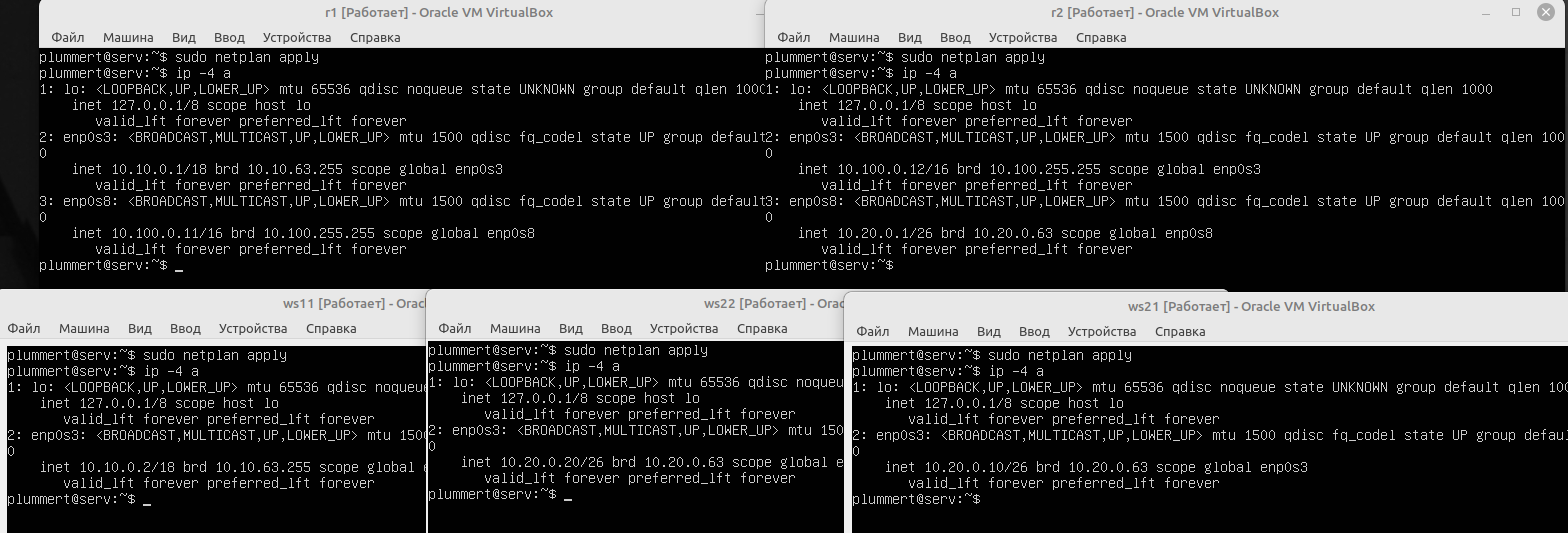 r1 [Работает] - Oracle VM VirtualBox
Файл Машина Вид Ввод Устройства Справка
plummert@serv:~$ sudo netplan apply
plummert@serv:~$ ip -4 a
1: lo: <LOOPBACK,UP,LOWER_UP> mtu 65536 qdisc noqueue state UNKNOWN group default qlen 1000
inet 127.0.0.1/8 scope host lo
valid_lft forever preferred_lft forever
2: enp0s3: <BROADCAST,MULTICAST,UP,LOWER_UP> mtu 1500 qdisc fq_codel state UP group default
0
inet 10.10.0.1/18 brd 10.10.63.255 scope global enp0s3
valid_lft forever preferred_lft forever
3: enp0s8: <BROADCAST,MULTICAST,UP,LOWER_UP> mtu 1500 qdisc fq_codel state UP group default
0
inet 10.100.0.11/16 brd 10.100.255.255 scope global enp0s8
valid_lft forever preferred_lft forever
plummert@serv:~$ _
r2 [Работает] - Oracle VM VirtualBox
Файл Машина Вид Ввод Устройства Справка
plummert@serv:~$ sudo netplan apply
plummert@serv:~$ ip -4 a
1: lo: <LOOPBACK,UP,LOWER_UP> mtu 65536 qdisc noqueue state UNKNOWN group default qlen 1000
inet 127.0.0.1/8 scope host lo
valid_lft forever preferred_lft forever
2: enp0s3: <BROADCAST,MULTICAST,UP,LOWER_UP> mtu 1500 qdisc fq_codel state UP group default qlen 100
0
inet 10.100.0.12/16 brd 10.100.255.255 scope global enp0s3
valid_lft forever preferred_lft forever
3: enp0s8: <BROADCAST,MULTICAST,UP,LOWER_UP> mtu 1500 qdisc fq_codel state UP group default qlen 100
0
inet 10.20.0.1/26 brd 10.20.0.63 scope global enp0s8
valid_lft forever preferred_lft forever
plummert@serv:~$
ws11 [Работает] - Orac
Файл Машина Вид Ввод Устройства Справка
plummert@serv:~$ sudo netplan apply
plummert@serv:~$ ip -4 a
1: lo: <LOOPBACK,UP,LOWER_UP> mtu 65536 qdisc noqueue
inet 127.0.0.1/8 scope host lo
valid_lft forever preferred_lft forever
2: enp0s3: <BROADCAST,MULTICAST,UP,LOWER_UP> mtu 1500
0
inet 10.10.0.2/18 brd 10.10.63.255 scope global
valid_lft forever preferred_lft forever
plummert@serv:~$ _
ws22 [Работает] - Orac
Файл Машина Вид Ввод Устройства Справка
plummert@serv:~$ sudo netplan apply
plummert@serv:~$ ip -4 a
1: lo: <LOOPBACK,UP,LOWER_UP> mtu 65536 qdisc noqueu
inet 127.0.0.1/8 scope host lo
valid_lft forever preferred_lft forever
2: enp0s3: <BROADCAST,MULTICAST,UP,LOWER_UP> mtu 150
0
inet 10.20.0.20/26 brd 10.20.0.63 scope global e
valid_lft forever preferred_lft forever
plummert@serv:~$ _
ws21 [Работает] - Oracle VM VirtualBox
Файл Машина Вид Ввод Устройства Справка
plummert@serv:~$ sudo netplan apply
plummert@serv:~$ ip -4 a
1: lo: <LOOPBACK,UP,LOWER_UP> mtu 65536 qdisc noqueue state UNKNOWN group default qlen 100
inet 127.0.0.1/8 scope host lo
valid_lft forever preferred_lft forever
2: enp0s3: <BROADCAST,MULTICAST,UP,LOWER_UP> mtu 1500 qdisc fq_codel state UP group defaul
0
inet 10.20.0.10/26 brd 10.20.0.63 scope global enp0s3
valid_lft forever preferred_lft forever
plummert@serv:~$